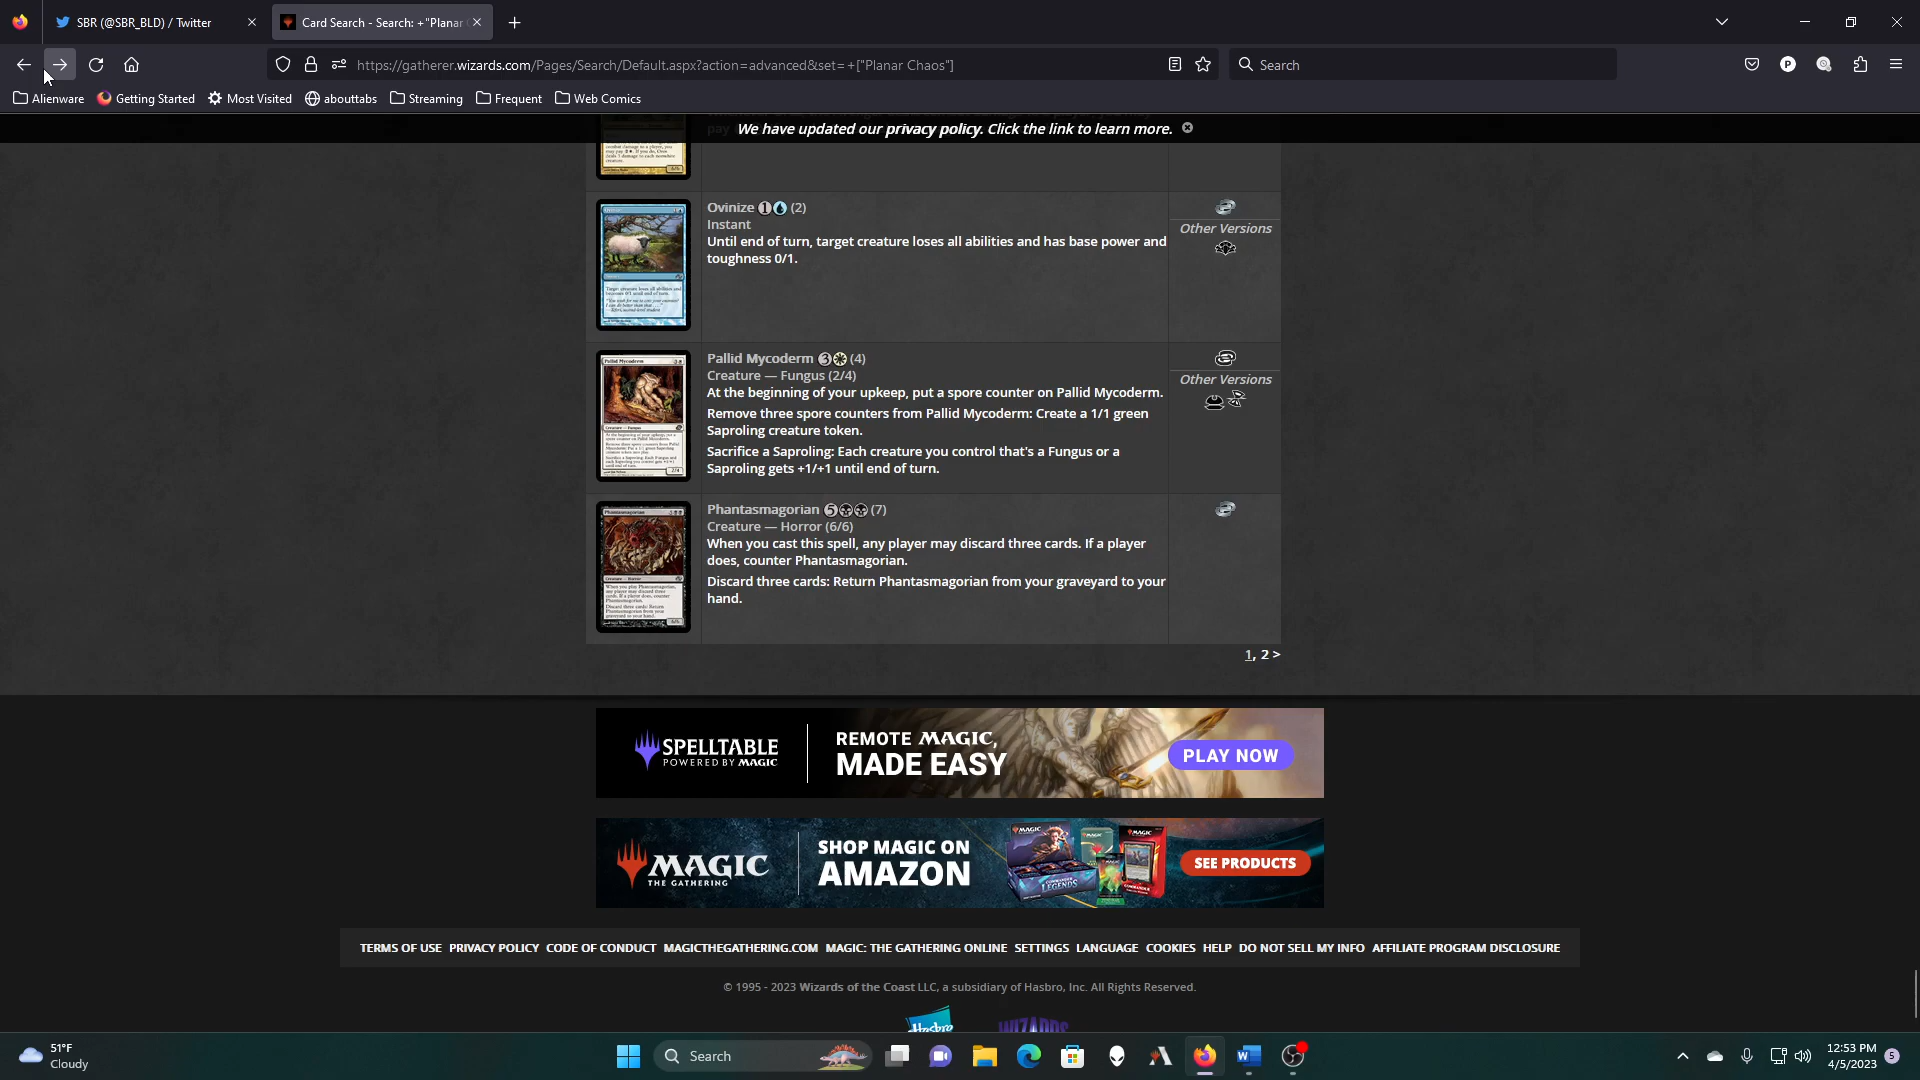 SBR (@SBR_BLD) / Twitter
Card Search - Search: +"Planar
https://gatherer.wizards.com/Pages/Search/Default.aspx?action=advanced&set=+["Planar Chaos"]
Search
Alienware
Getting Started
Most Visited
abouttabs
Streaming
Frequent
Web Comics
We have updated our privacy policy. Click the link to learn more.
Ovinize 1 (2)
Instant
Until end of turn, target creature loses all abilities and has base power and
toughness 0/1.
Other Versions
Pallid Mycoderm 3 (4)
Creature — Fungus (2/4)
At the beginning of your upkeep, put a spore counter on Pallid Mycoderm.
Remove three spore counters from Pallid Mycoderm: Create a 1/1 green
Saproling creature token.
Sacrifice a Saproling: Each creature you control that's a Fungus or a
Saproling gets +1/+1 until end of turn.
Other Versions
Phantasmagorian 5 (7)
Creature — Horror (6/6)
When you cast this spell, any player may discard three cards. If a player
does, counter Phantasmagorian.
Discard three cards: Return Phantasmagorian from your graveyard to your
hand.
1, 2 >
SPELLTABLE
POWERED BY MAGIC
REMOTE MAGIC,
MADE EASY
PLAY NOW
MAGIC
THE GATHERING
SHOP MAGIC ON
AMAZON
SEE PRODUCTS
TERMS OF USE PRIVACY POLICY CODE OF CONDUCT MAGICTHEGATHERING.COM MAGIC: THE GATHERING ONLINE SETTINGS LANGUAGE COOKIES HELP DO NOT SELL MY INFO AFFILIATE PROGRAM DISCLOSURE
© 1995 - 2023 Wizards of the Coast LLC, a subsidiary of Hasbro, Inc. All Rights Reserved.
Hasbro
WIZARDS
51°F
Cloudy
Search
12:53 PM
4/5/2023
5